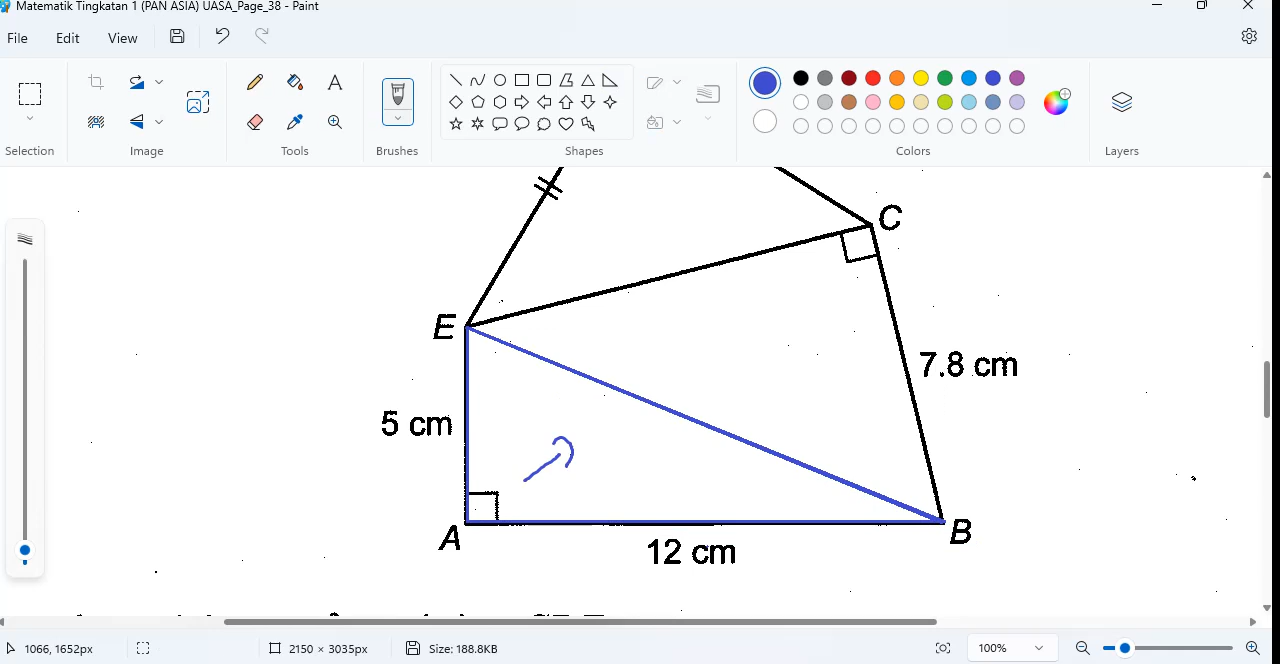 Matematik Tingkatan 1 (PAN ASIA) UASA_Page_38 - Paint
File Edit View
A
Selection Image Tools Brushes Shapes Colors Layers
C
E
7.8 cm
5 cm
A
B
12 cm
1066, 1652px 2150 × 3035px Size: 188.8KB 100%